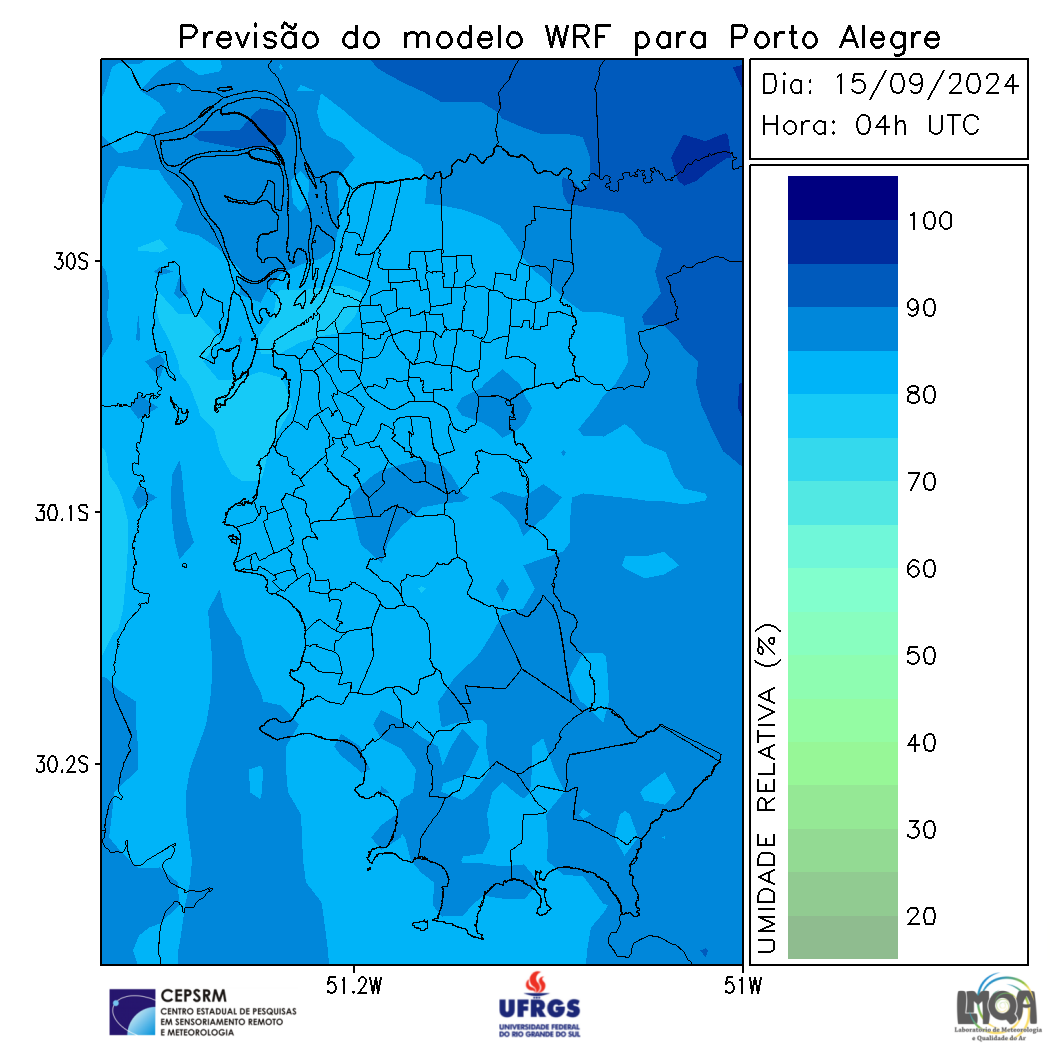 Previsão do modelo WRF para Porto Alegre
Dia: 15/09/2024
Hora: 04h UTC
30S
30.1S
30.2S
51.2W
51W
100
90
80
70
60
50
40
30
20
UMIDADE RELATIVA (%)
CEPSRM
CENTRO ESTADUAL DE PESQUISAS
EM SENSORIAMENTO REMOTO
E METEOROLOGIA
UFRGS
UNIVERSIDADE FEDERAL
DO RIO GRANDE DO SUL
LMQA
Laboratório de Meteorologia
e Qualidade do Ar